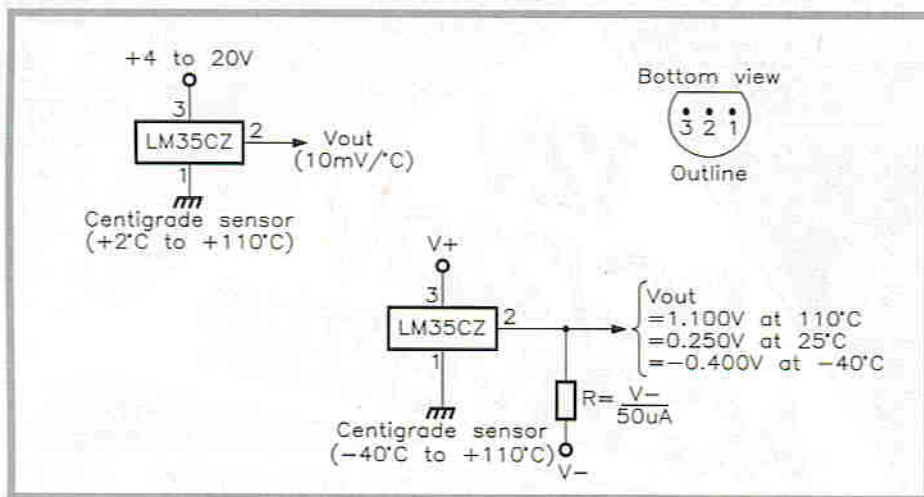 +4 to 20V
3
LM35CZ
2
Vout
(10mV/°C)
1
Centigrade sensor
(+2°C to +110°C)
Bottom view
3 2 1
Outline
V+
3
LM35CZ
2
1
Centigrade sensor
(−40°C to +110°C)
Vout
=1.100V at 110°C
=0.250V at 25°C
=−0.400V at −40°C
R= V−
50uA
V−